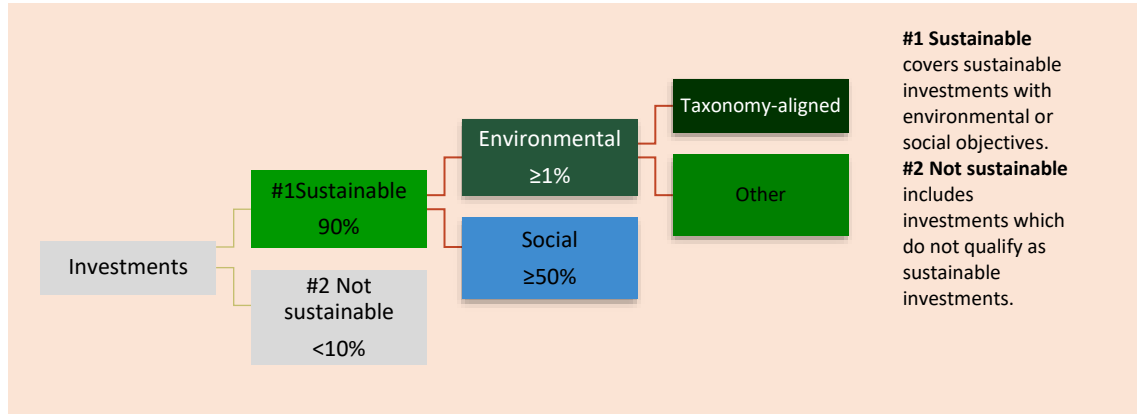 Investments
#1Sustainable
90%
#2 Not
sustainable
<10%
Environmental
≥1%
Social
≥50%
Taxonomy-aligned
Other
#1 Sustainable
covers sustainable
investments with
environmental or
social objectives.
#2 Not sustainable
includes
investments which
do not qualify as
sustainable
investments.